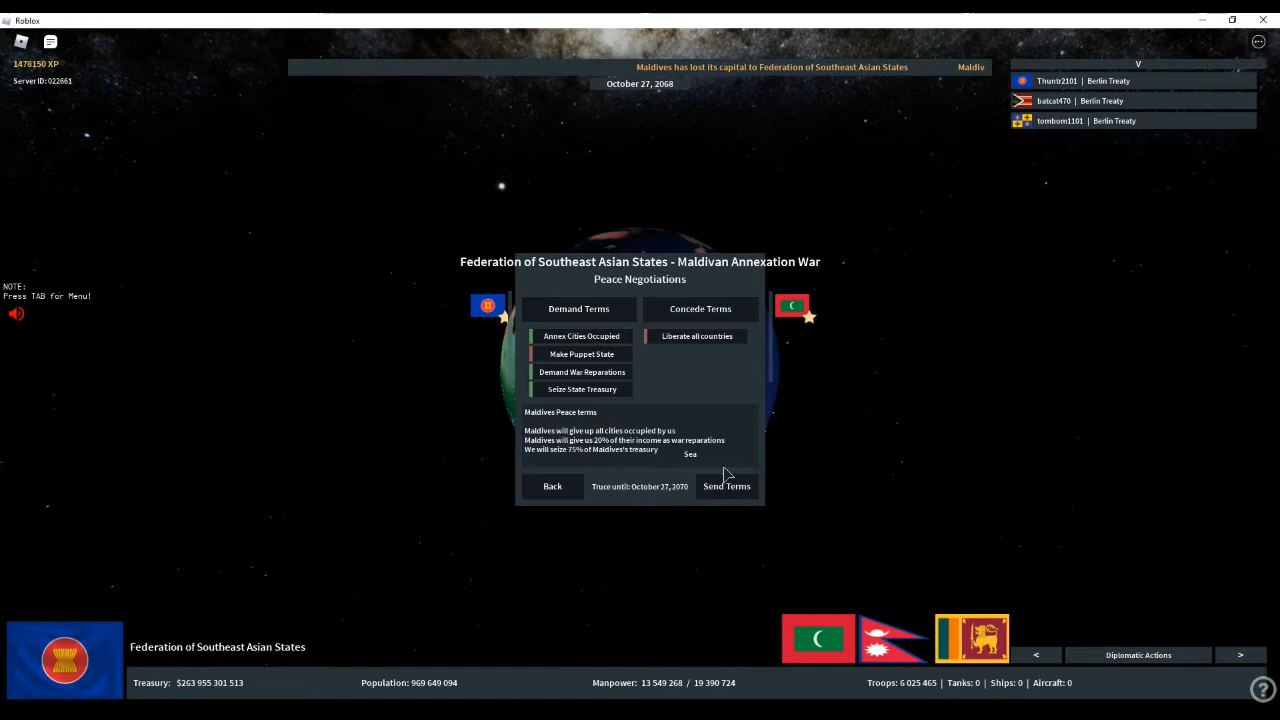 Roblox
1478150 XP
Server ID: 022661
Maldives has lost its capital to Federation of Southeast Asian States
Maldiv
October 27, 2068
V
Thuntr2101 | Berlin Treaty
batcat470 | Berlin Treaty
tombom1101 | Berlin Treaty
NOTE:
Press TAB for Menu!
Federation of Southeast Asian States - Maldivan Annexation War
Peace Negotiations
Demand Terms
Concede Terms
Annex Cities Occupied
Liberate all countries
Make Puppet State
Demand War Reparations
Seize State Treasury
Maldives Peace terms
Maldives will give up all cities occupied by us
Maldives will give us 20% of their income as war reparations
We will seize 75% of Maldives's treasury
Sea
Back
Truce until: October 27, 2070
Send Terms
Federation of Southeast Asian States
<
Diplomatic Actions
>
Treasury: $263 955 301 513
Population: 969 649 094
Manpower: 13 549 268 / 19 390 724
Troops: 6 025 465 | Tanks: 0 | Ships: 0 | Aircraft: 0
?